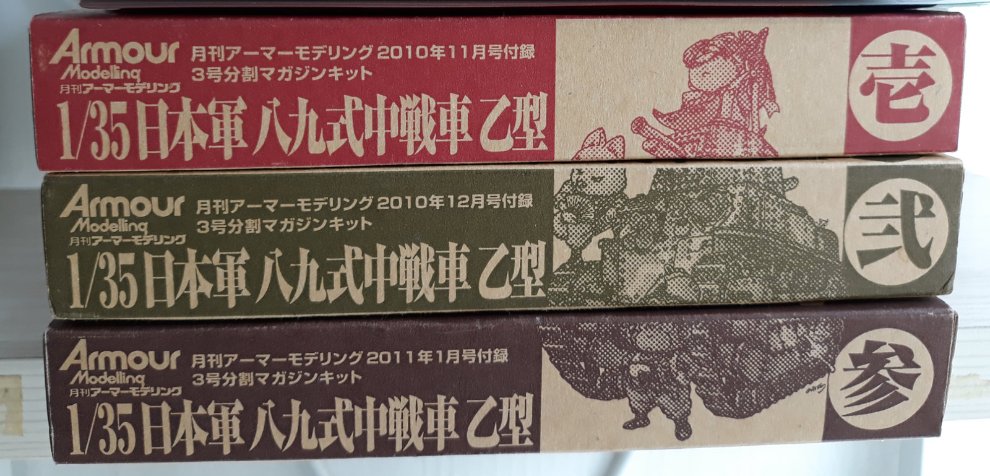 Armour
Modelling
月刊アーマーモデリング
月刊アーマーモデリング 2010年11月号付録
3号分割マガジンキット
1/35 日本軍 八九式中戦車 乙型
壱
Armour
Modelling
月刊アーマーモデリング
月刊アーマーモデリング 2010年12月号付録
3号分割マガジンキット
1/35 日本軍 八九式中戦車 乙型
弐
Armour
Modelling
月刊アーマーモデリング
月刊アーマーモデリング 2011年1月号付録
3号分割マガジンキット
1/35 日本軍 八九式中戦車 乙型
参